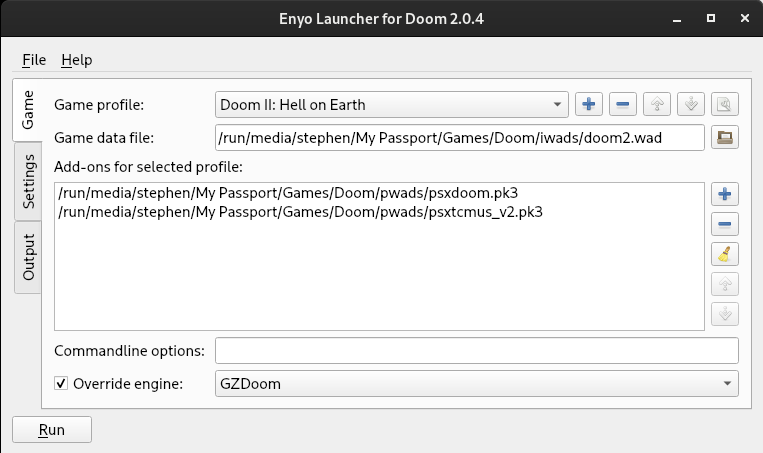 Enyo Launcher for Doom 2.0.4
File Help
Game
Settings
Output
Game profile: Doom II: Hell on Earth
Game data file: /run/media/stephen/My Passport/Games/Doom/iwads/doom2.wad
Add-ons for selected profile:
/run/media/stephen/My Passport/Games/Doom/pwads/psxdoom.pk3
/run/media/stephen/My Passport/Games/Doom/pwads/psxtcmus_v2.pk3
Commandline options:
Override engine: GZDoom
Run